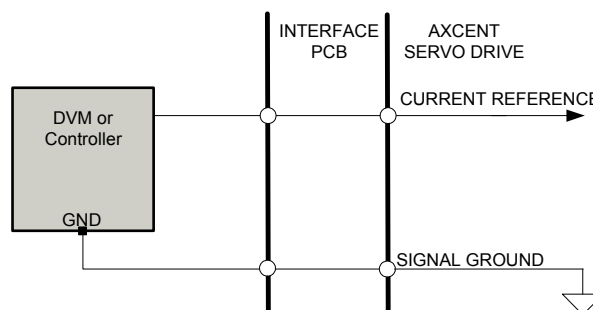 INTERFACE
PCB
AXCENT
SERVO DRIVE
CURRENT REFERENCE
DVM or
Controller
GND
SIGNAL GROUND